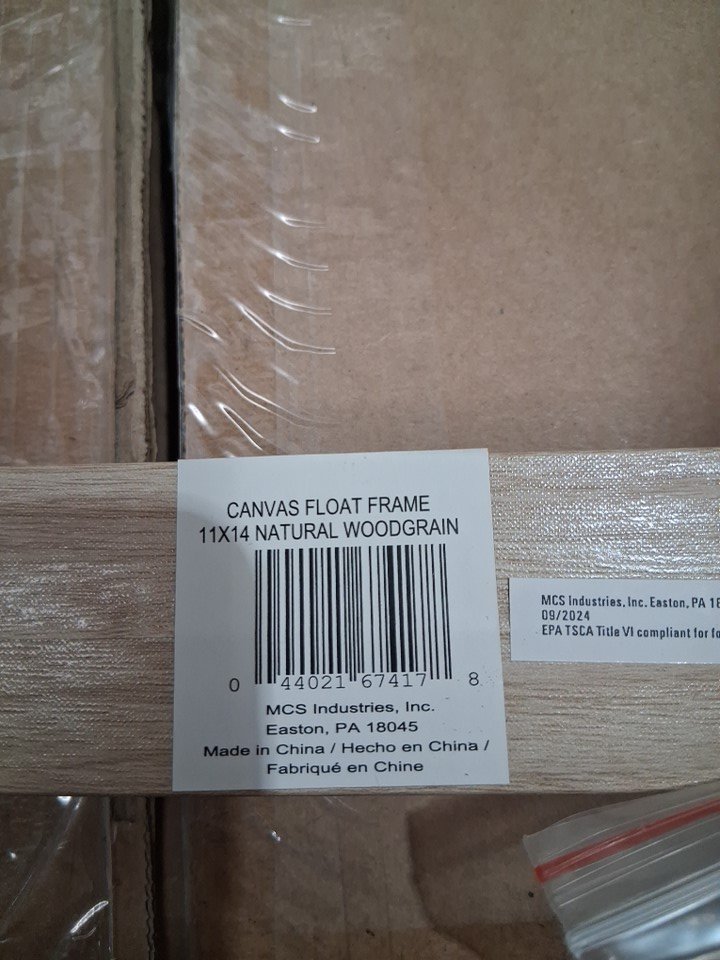 CANVAS FLOAT FRAME
11X14 NATURAL WOODGRAIN
0 44021 67417 8
MCS Industries, Inc.
Easton, PA 18045
Made in China / Hecho en China /
Fabriqué en Chine
MCS Industries, Inc. Easton, PA
09/2024
EPA TSCA Title VI compliant for